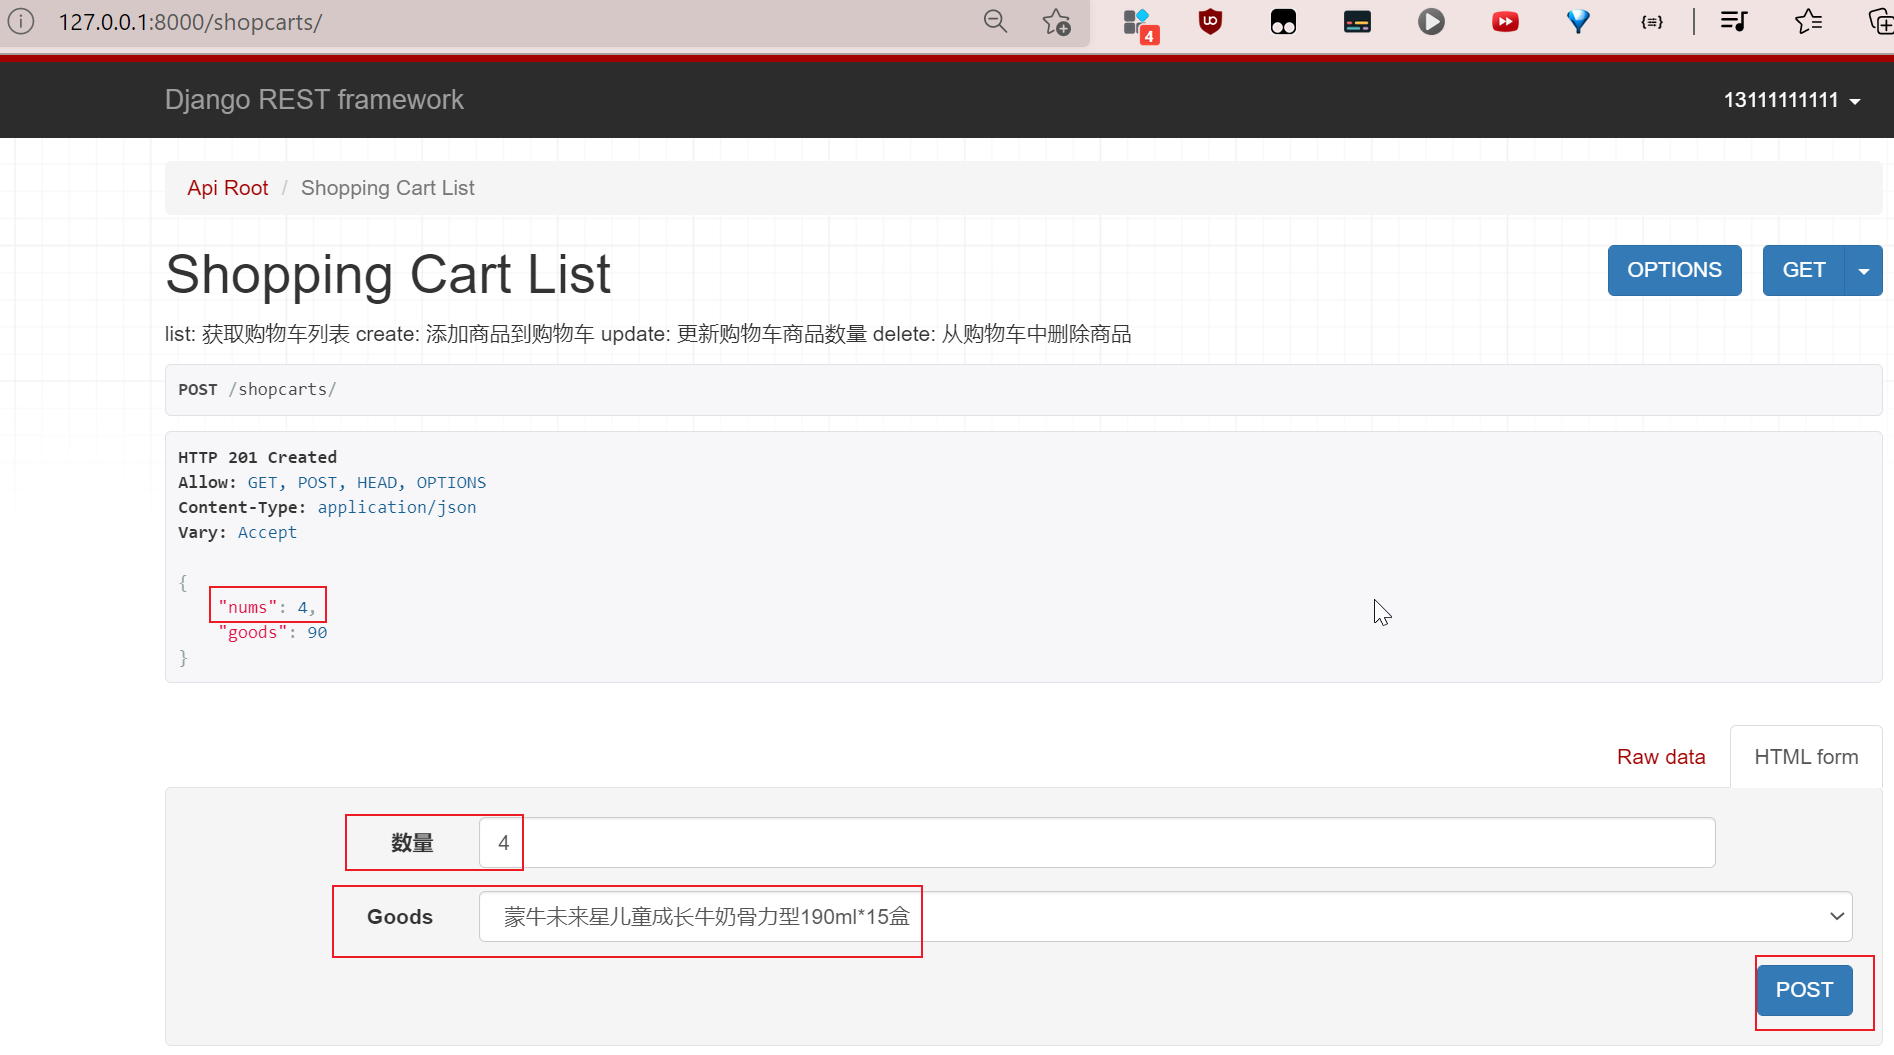 127.0.0.1:8000/shopcarts/
4
Django REST framework
13111111111
Api Root / Shopping Cart List
Shopping Cart List
OPTIONS
GET
list: 获取购物车列表 create: 添加商品到购物车 update: 更新购物车商品数量 delete: 从购物车中删除商品
POST /shopcarts/
HTTP 201 Created
Allow: GET, POST, HEAD, OPTIONS
Content-Type: application/json
Vary: Accept
{
"nums": 4,
"goods": 90
}
Raw data
HTML form
数量
4
Goods
蒙牛未来星儿童成长牛奶骨力型190ml*15盒
POST